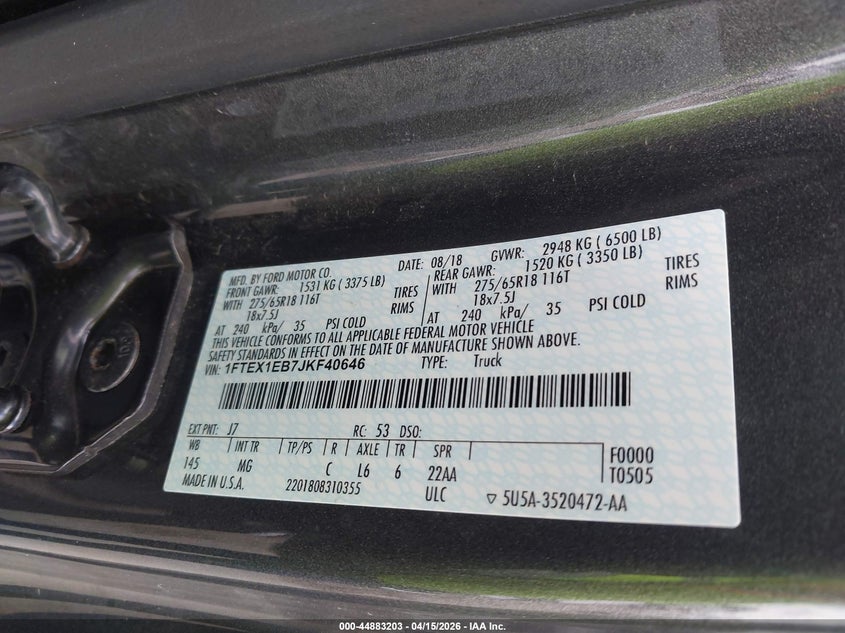 MFD. BY FORD MOTOR CO.
DATE: 08/18 GVWR: 2948 KG ( 6500 LB)
FRONT GAWR: 1531 KG ( 3375 LB)
WITH 275/65R18 116T TIRES
18x7.5J RIMS
AT 240 kPa/ 35 PSI COLD
REAR GAWR: 1520 KG ( 3350 LB)
WITH 275/65R18 116T TIRES
18x7.5J RIMS
AT 240 kPa/ 35 PSI COLD
THIS VEHICLE CONFORMS TO ALL APPLICABLE FEDERAL MOTOR VEHICLE
SAFETY STANDARDS IN EFFECT ON THE DATE OF MANUFACTURE SHOWN ABOVE.
VIN: 1FTEX1EB7JKF40646 TYPE: Truck
EXT PNT: J7 RC: 53 DSO:
WB INT TR TP/PS R AXLE TR SPR F0000
145 MG C L6 6 22AA T0505
MADE IN U.S.A. 2201808310355 ULC ▽ 5U5A-3520472-AA
000-44883203 - 04/15/2026 - IAA Inc.